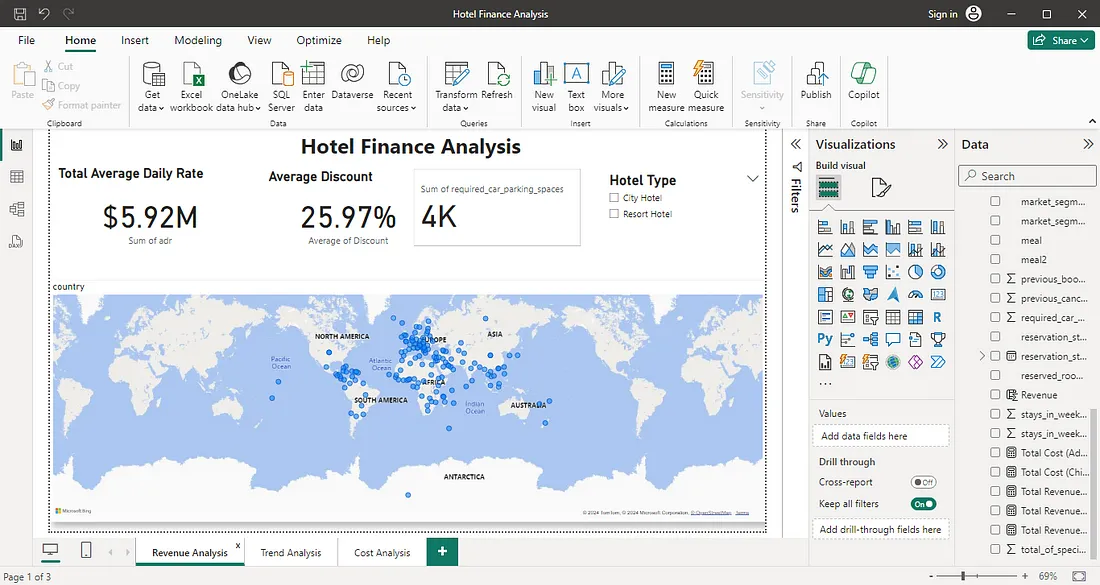 Hotel Finance Analysis
Sign in
File
Home
Insert
Modeling
View
Optimize
Help
Share
Paste
Cut
Copy
Format painter
Clipboard
Get data
Excel workbook
OneLake data hub
SQL Server
Enter data
Dataverse
Recent sources
Data
Transform data
Refresh
Queries
New visual
Text box
More visuals
Insert
New measure
Quick measure
Calculations
Sensitivity
Sensitivity
Publish
Share
Copilot
Copilot
Hotel Finance Analysis
Total Average Daily Rate
$5.92M
Sum of adr
Average Discount
25.97%
Average of Discount
Sum of required_car_parking_spaces
4K
Hotel Type
City Hotel
Resort Hotel
country
NORTH AMERICA
EUROPE
ASIA
Pacific
Ocean
Atlantic
Ocean
AFRICA
SOUTH AMERICA
Indian
Ocean
AUSTRALIA
ANTARCTICA
Microsoft Bing
© 2024 TomTom, © 2024 Microsoft Corporation, © OpenStreetMap Terms
Filters
Visualizations
Build visual
R
Py
123
...
Values
Add data fields here
Drill through
Cross-report
Off
Keep all filters
On
Add drill-through fields here
Data
Search
market_segm...
market_segm...
meal
meal2
previous_boo...
previous_canc...
required_car_...
reservation_st...
reservation_st...
reserved_roo...
Revenue
stays_in_week...
stays_in_week...
Total Cost (Ad...
Total Cost (Chi...
Total Revenue...
Total Revenue...
Total Revenue...
total_of_speci...
Revenue Analysis
x
Trend Analysis
Cost Analysis
+
Page 1 of 3
-
+
69%